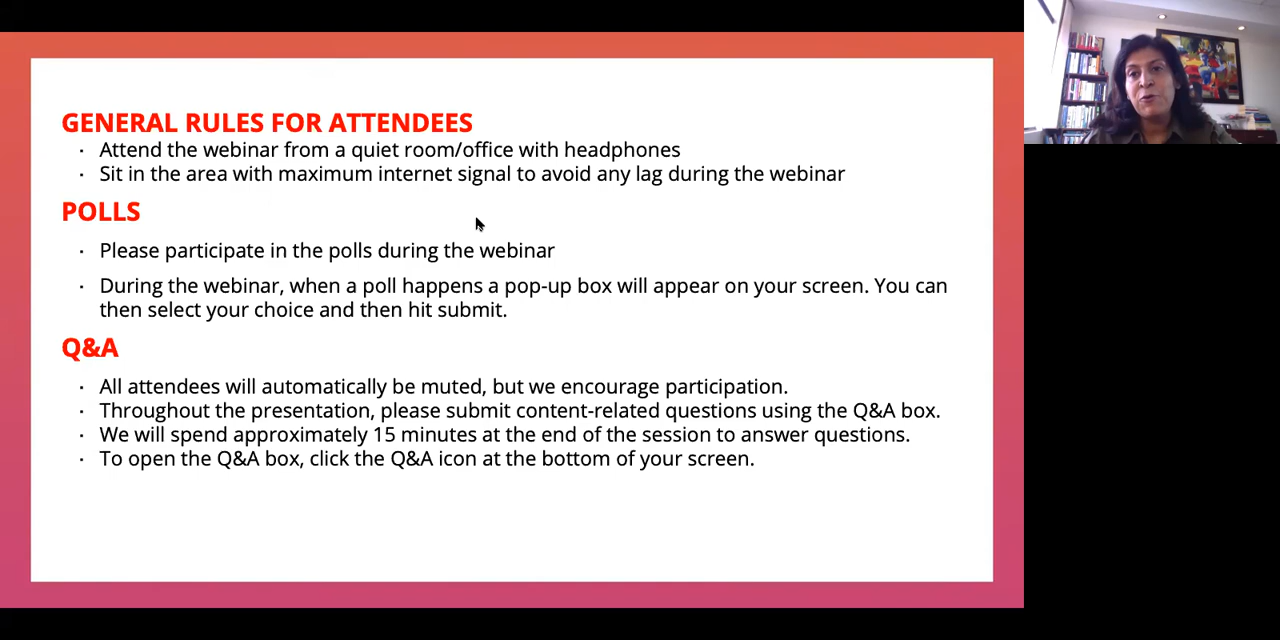 GENERAL RULES FOR ATTENDEES
· Attend the webinar from a quiet room/office with headphones
· Sit in the area with maximum internet signal to avoid any lag during the webinar
POLLS
· Please participate in the polls during the webinar
· During the webinar, when a poll happens a pop-up box will appear on your screen. You can
then select your choice and then hit submit.
Q&A
· All attendees will automatically be muted, but we encourage participation.
· Throughout the presentation, please submit content-related questions using the Q&A box.
· We will spend approximately 15 minutes at the end of the session to answer questions.
· To open the Q&A box, click the Q&A icon at the bottom of your screen.